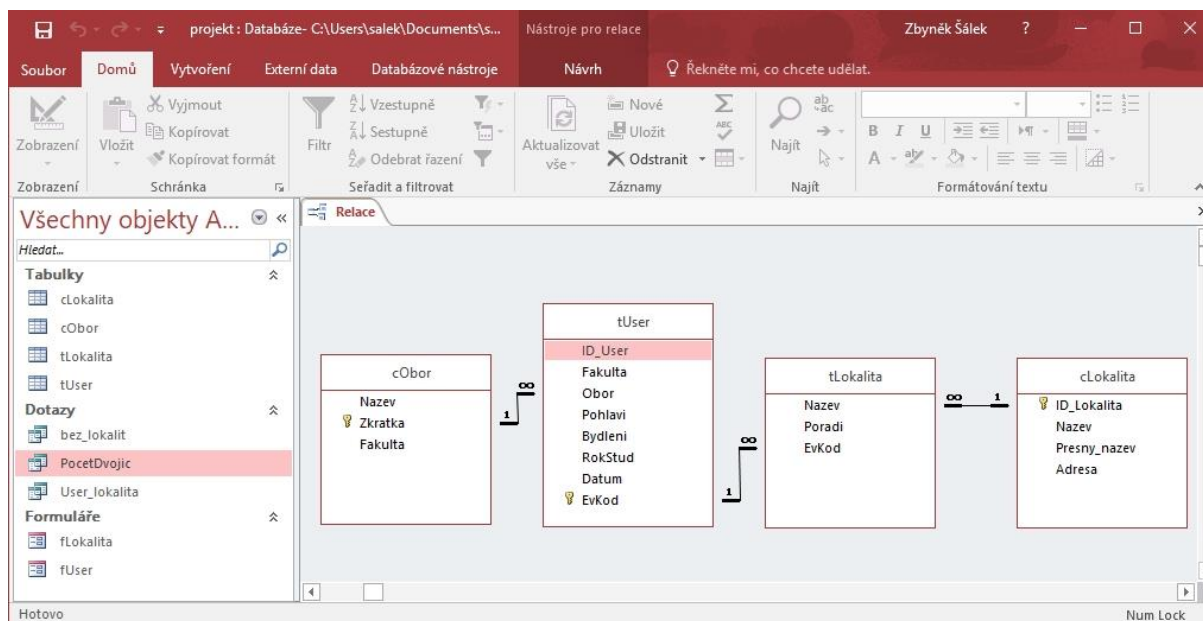 projekt : Databáze- C:\Users\salek\Documents\s... Nástroje pro relace Zbyněk Šálek ?
Soubor Domů Vytvoření Externí data Databázové nástroje Návrh Řekněte mi, co chcete udělat.
Zobrazení
Zobrazení
Vložit
Vyjmout
Kopírovat
Kopírovat formát
Schránka
Filtr
Vzestupně
Sestupně
Odebrat řazení
Seřadit a filtrovat
Aktualizovat
vše
Nové
Uložit
Odstranit
Záznamy
Najít
Najít
B I U
A
Formátování textu
Všechny objekty A...
Hledat...
Tabulky
cLokalita
cObor
tLokalita
tUser
Dotazy
bez_lokalit
PocetDvojic
User_lokalita
Formuláře
fLokalita
fUser
Relace
cObor
Nazev
Zkratka
Fakulta
1 ∞
tUser
ID_User
Fakulta
Obor
Pohlavi
Bydleni
RokStud
Datum
EvKod
1 ∞
tLokalita
Nazev
Poradi
EvKod
∞ 1
cLokalita
ID_Lokalita
Nazev
Presny_nazev
Adresa
Hotovo Num Lock